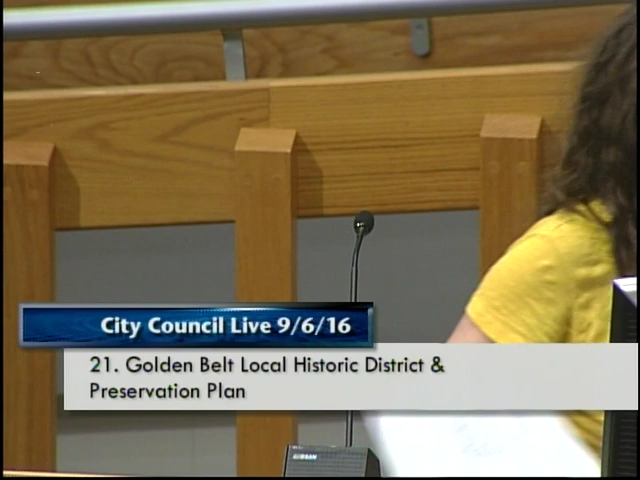 City Council Live 9/6/16
21. Golden Belt Local Historic District &
Preservation Plan